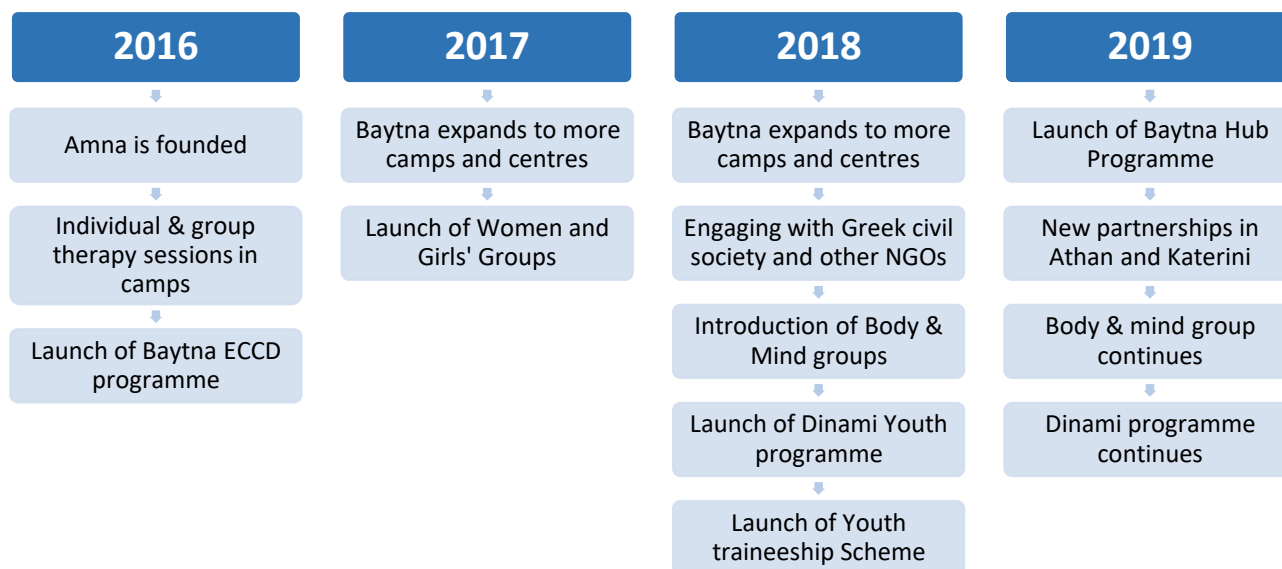 2016
Amna is founded
Individual & group
therapy sessions in
camps
Launch of Baytna ECCD
programme
2017
Baytna expands to more
camps and centres
Launch of Women and
Girls' Groups
2018
Baytna expands to more
camps and centres
Engaging with Greek civil
society and other NGOs
Introduction of Body &
Mind groups
Launch of Dinami Youth
programme
Launch of Youth
traineeship Scheme
2019
Launch of Baytna Hub
Programme
New partnerships in
Athan and Katerini
Body & mind group
continues
Dinami programme
continues